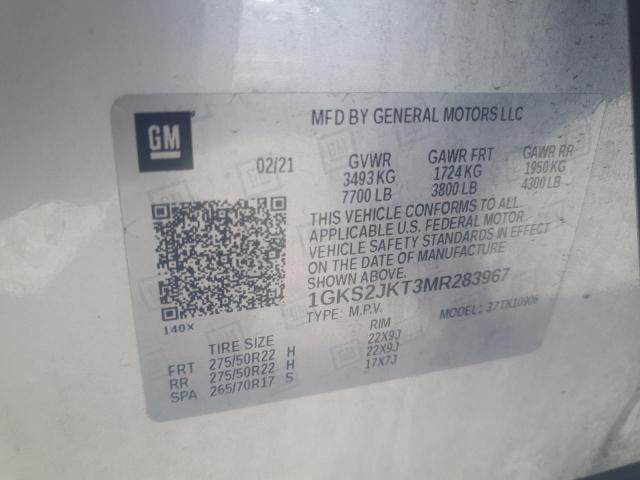 GM
MFD BY GENERAL MOTORS LLC
02/21 GVWR GAWR FRT GAWR RR
3493 KG 1724 KG 1950 KG
7700 LB 3800 LB 4300 LB
THIS VEHICLE CONFORMS TO ALL
APPLICABLE U.S. FEDERAL MOTOR
VEHICLE SAFETY STANDARDS IN EFFECT
ON THE DATE OF MANUFACTURE
SHOWN ABOVE.
1GKS2JKT3MR283967
TYPE: M.P.V. MODEL: 37TK10906
140X
TIRE SIZE RIM
FRT 275/50R22 H 22X9J
RR 275/50R22 H 22X9J
SPA 265/70R17 S 17X7J